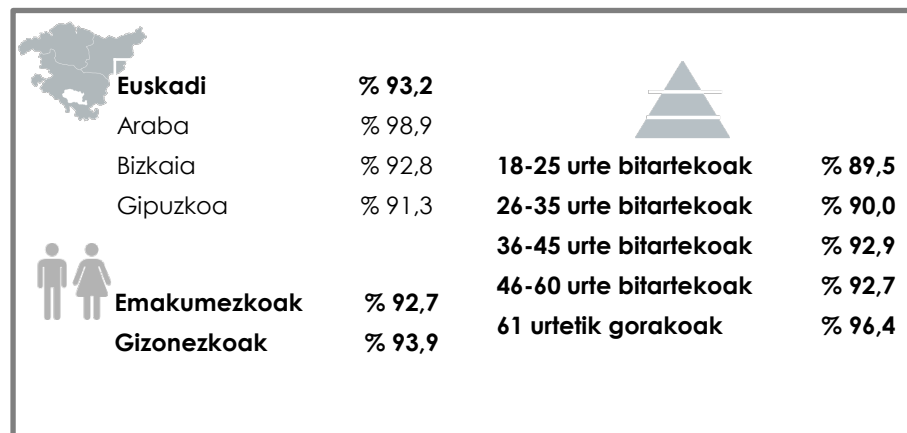 Euskadi % 93,2
Araba % 98,9
Bizkaia % 92,8
Gipuzkoa % 91,3
Emakumezkoak % 92,7
Gizonezkoak % 93,9
18-25 urte bitartekoak % 89,5
26-35 urte bitartekoak % 90,0
36-45 urte bitartekoak % 92,9
46-60 urte bitartekoak % 92,7
61 urtetik gorakoak % 96,4